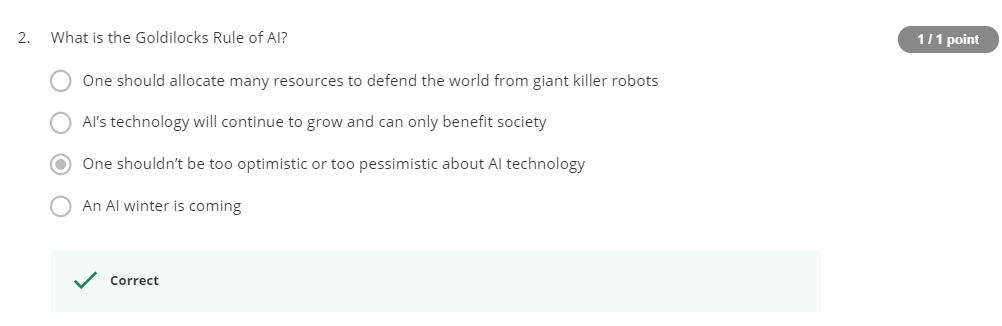 2. What is the Goldilocks Rule of AI?
1 / 1 point
One should allocate many resources to defend the world from giant killer robots
AI's technology will continue to grow and can only benefit society
One shouldn't be too optimistic or too pessimistic about AI technology
An AI winter is coming
Correct